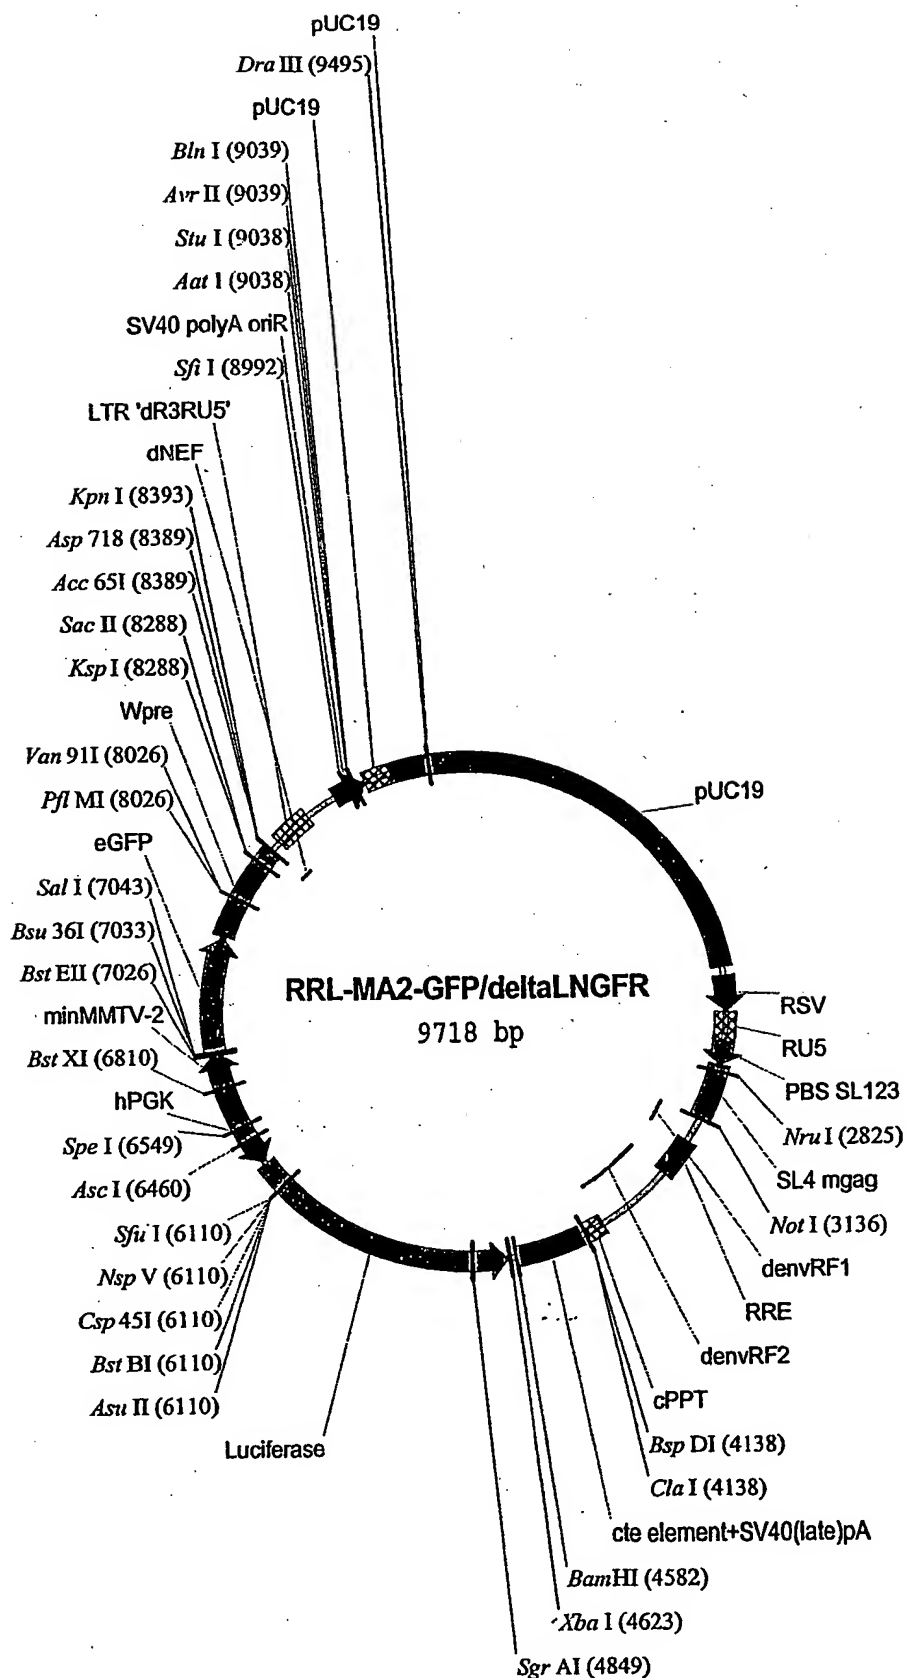 pUC19
Dra III (9495)
pUC19
Bln I (9039)
Avr II (9039)
Stu I (9038)
Aat I (9038)
SV40 polyA oriR
Sfi I (8992)
LTR 'dR3RU5'
dNEF
Kpn I (8393)
Asp 718 (8389)
Acc 65I (8389)
Sac II (8288)
Ksp I (8288)
Wpre
Van 91I (8026)
Pfl MI (8026)
eGFP
Sal I (7043)
Bsu 36I (7033)
Bst EII (7026)
minMMTV-2
Bst XI (6810)
hPGK
Spe I (6549)
Asc I (6460)
Sfu I (6110)
Nsp V (6110)
Csp 45I (6110)
Bst BI (6110)
Asu II (6110)
Luciferase
RRL-MA2-GFP/deltaLNGFR
9718 bp
pUC19
RSV
RU5
PBS SL123
Nru I (2825)
SL4 mgag
Not I (3136)
denvRF1
RRE
denvRF2
cPPT
Bsp DI (4138)
Cla I (4138)
cte element+SV40(late)pA
BamHI (4582)
Xba I (4623)
Sgr AI (4849)